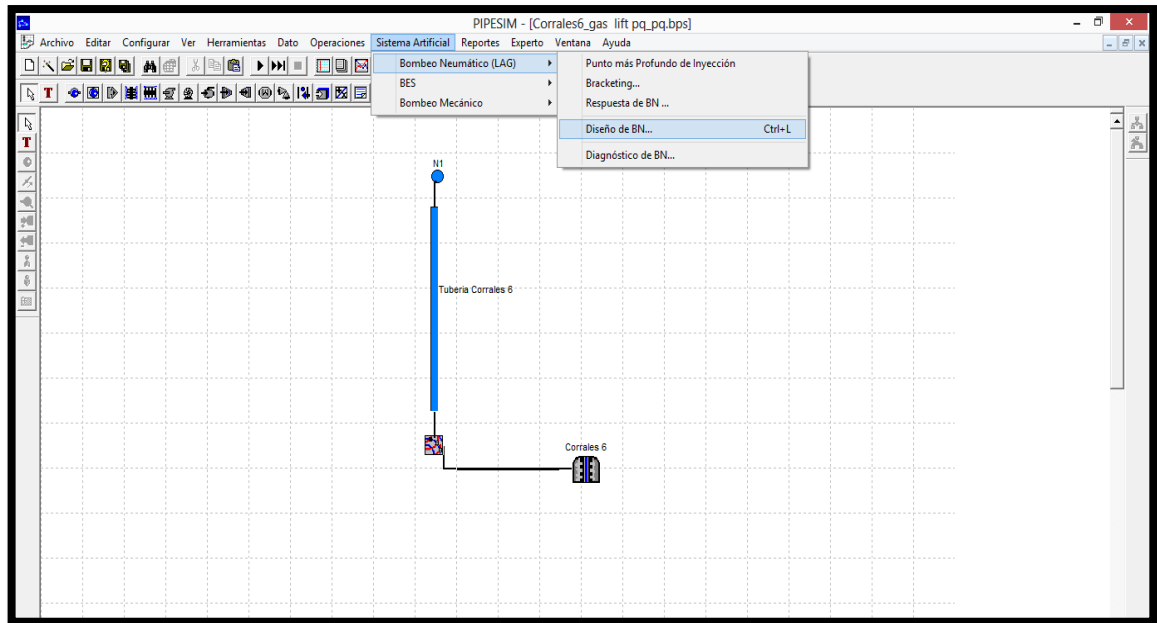 PIPESIM - [Corrales6_gas lift pq_pq.bps]
Archivo Editar Configurar Ver Herramientas Dato Operaciones Sistema Artificial Reportes Experto Ventana Ayuda
Bombeo Neumático (LAG)
BES
Bombeo Mecánico
Punto más Profundo de Inyección
Bracketing...
Respuesta de BN ...
Diseño de BN... Ctrl+L
Diagnóstico de BN...
T
T
N1
Tuberia Corrales 6
Corrales 6